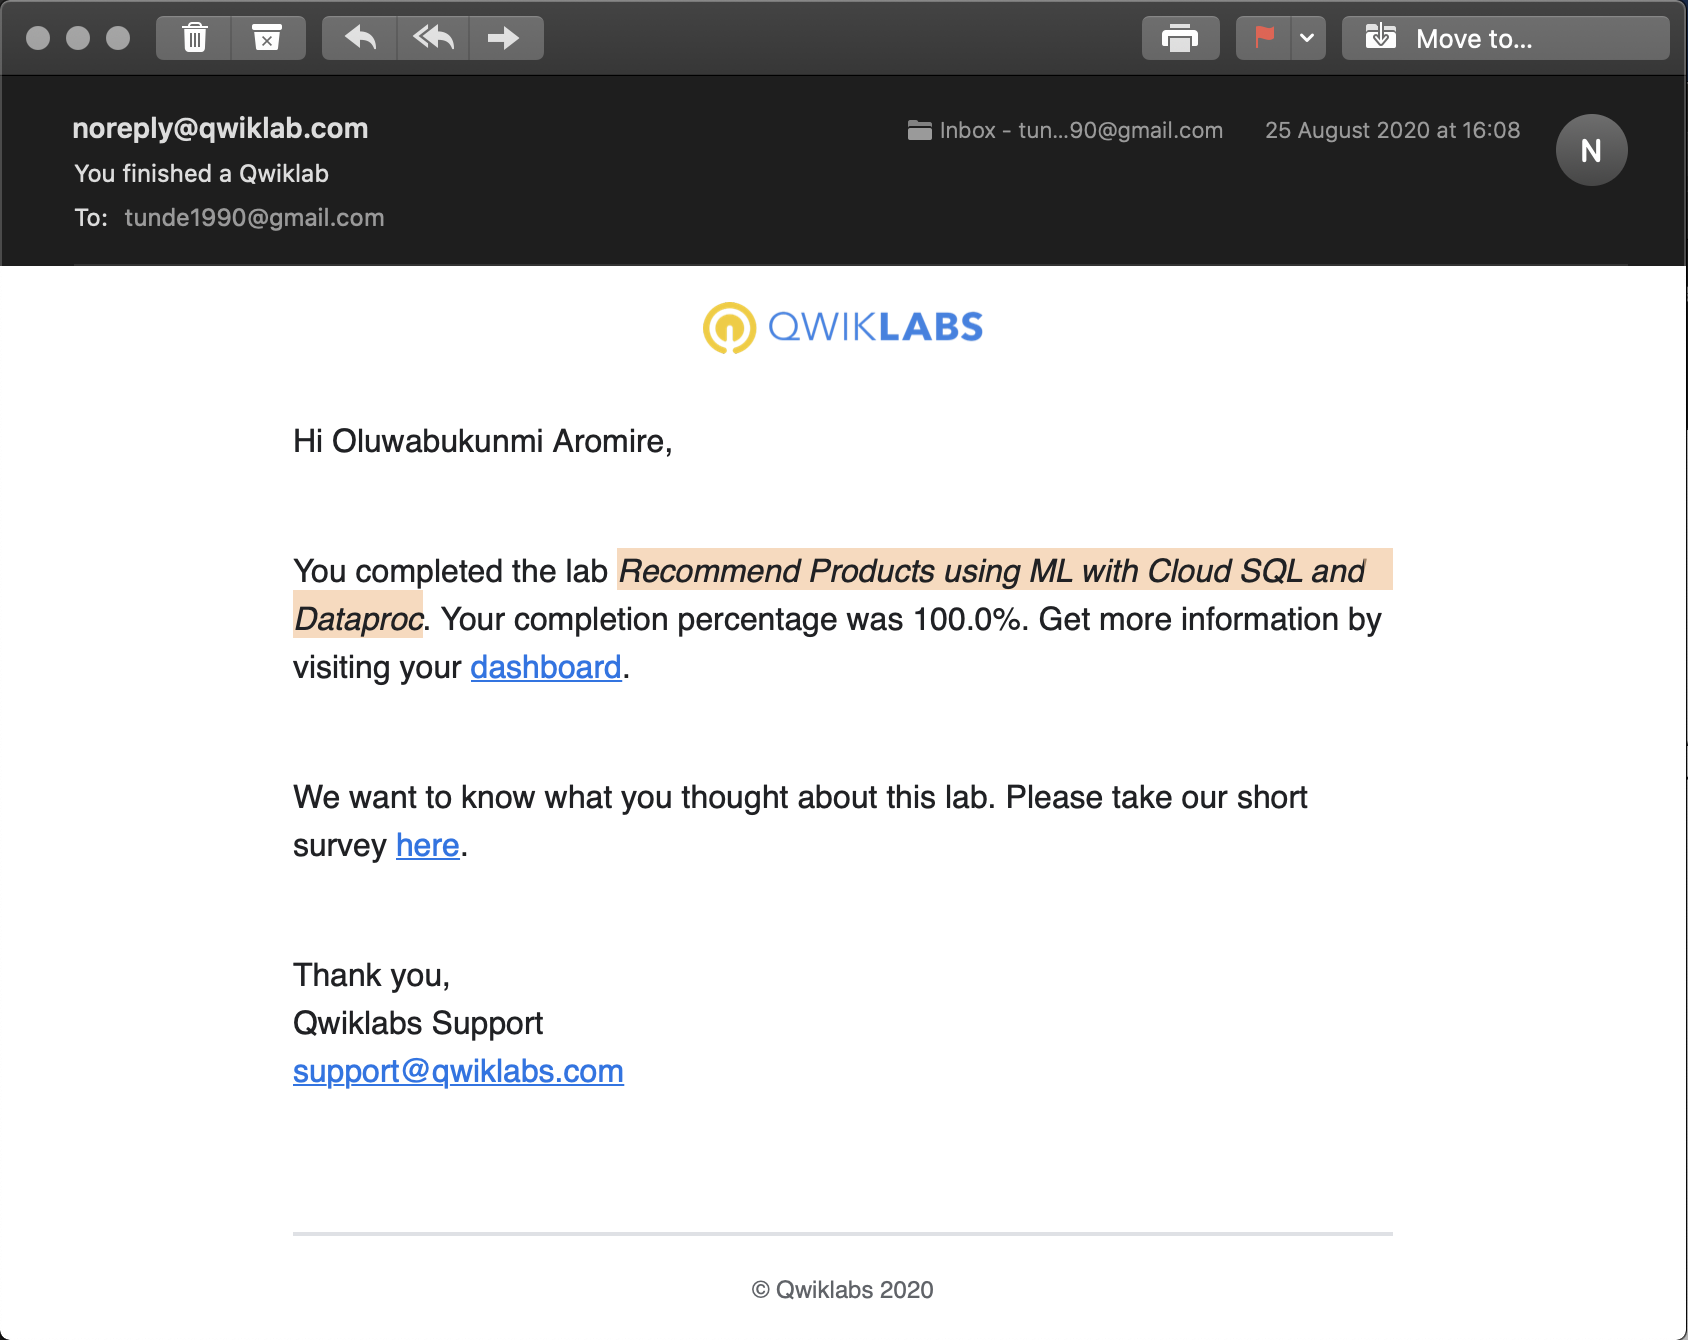 Move to...
noreply@qwiklab.com
Inbox - tun...90@gmail.com
25 August 2020 at 16:08
N
You finished a Qwiklab
To: tunde1990@gmail.com
QWIKLABS
Hi Oluwabukunmi Aromire,
You completed the lab Recommend Products using ML with Cloud SQL and
Dataproc. Your completion percentage was 100.0%. Get more information by
visiting your dashboard.
We want to know what you thought about this lab. Please take our short
survey here.
Thank you,
Qwiklabs Support
support@qwiklabs.com
© Qwiklabs 2020